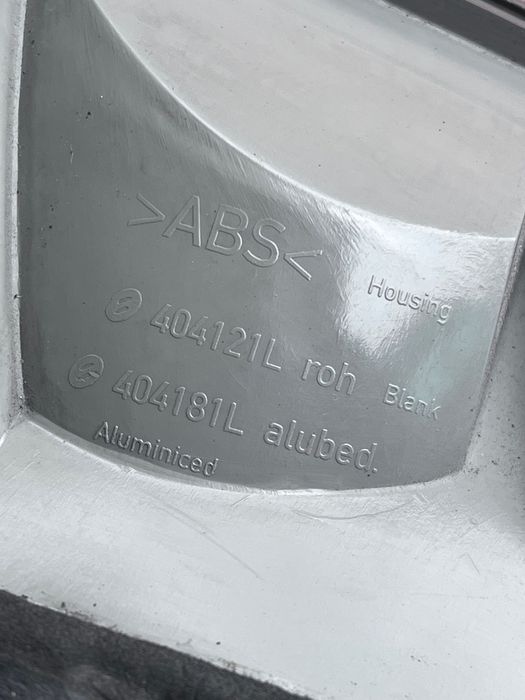 >ABS<
Housing
404121L roh Blank
404181L alubed.
Aluminiced